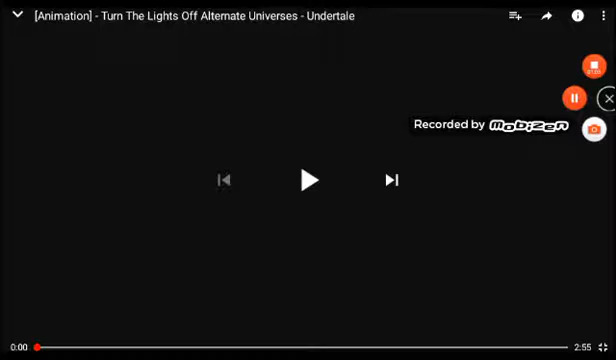 [Animation] - Turn The Lights Off Alternate Universes - Undertale
Recorded by mobizen
0:00
2:55